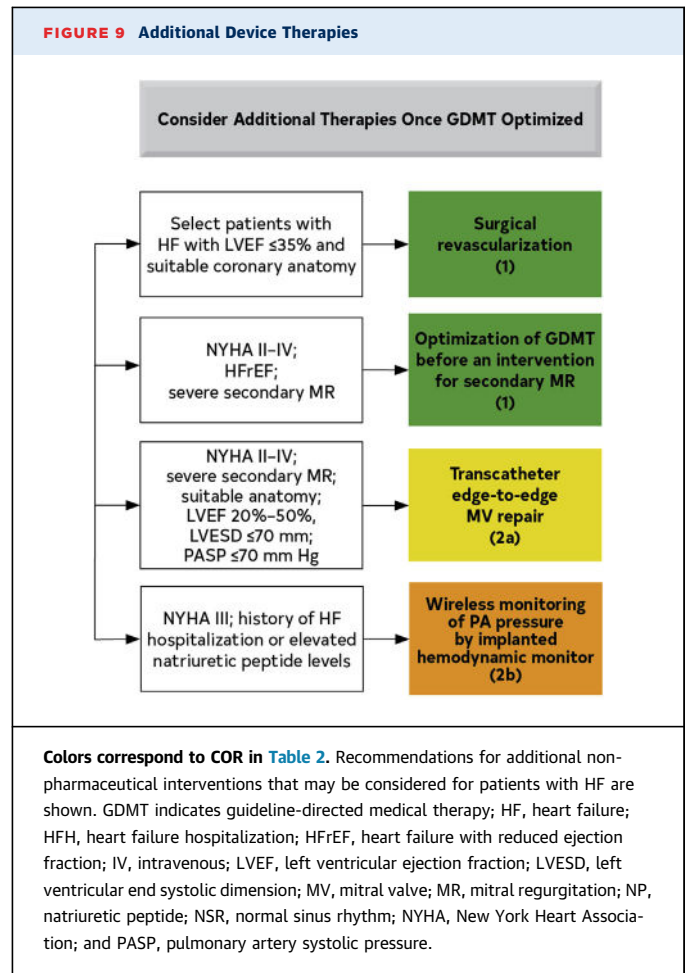 FIGURE 9 Additional Device Therapies
Consider Additional Therapies Once GDMT Optimized
Select patients with
HF with LVEF ≤35% and
suitable coronary anatomy
Surgical
revascularization
(1)
NYHA II–IV;
HFrEF;
severe secondary MR
Optimization of GDMT
before an intervention
for secondary MR
(1)
NYHA II–IV;
severe secondary MR;
suitable anatomy;
LVEF 20%–50%,
LVESD ≤70 mm;
PASP ≤70 mm Hg
Transcatheter
edge-to-edge
MV repair
(2a)
NYHA III; history of HF
hospitalization or elevated
natriuretic peptide levels
Wireless monitoring
of PA pressure
by implanted
hemodynamic monitor
(2b)
Colors correspond to COR in Table 2. Recommendations for additional non-
pharmaceutical interventions that may be considered for patients with HF are
shown. GDMT indicates guideline-directed medical therapy; HF, heart failure;
HFH, heart failure hospitalization; HFrEF, heart failure with reduced ejection
fraction; IV, intravenous; LVEF, left ventricular ejection fraction; LVESD, left
ventricular end systolic dimension; MV, mitral valve; MR, mitral regurgitation; NP,
natriuretic peptide; NSR, normal sinus rhythm; NYHA, New York Heart Associa-
tion; and PASP, pulmonary artery systolic pressure.